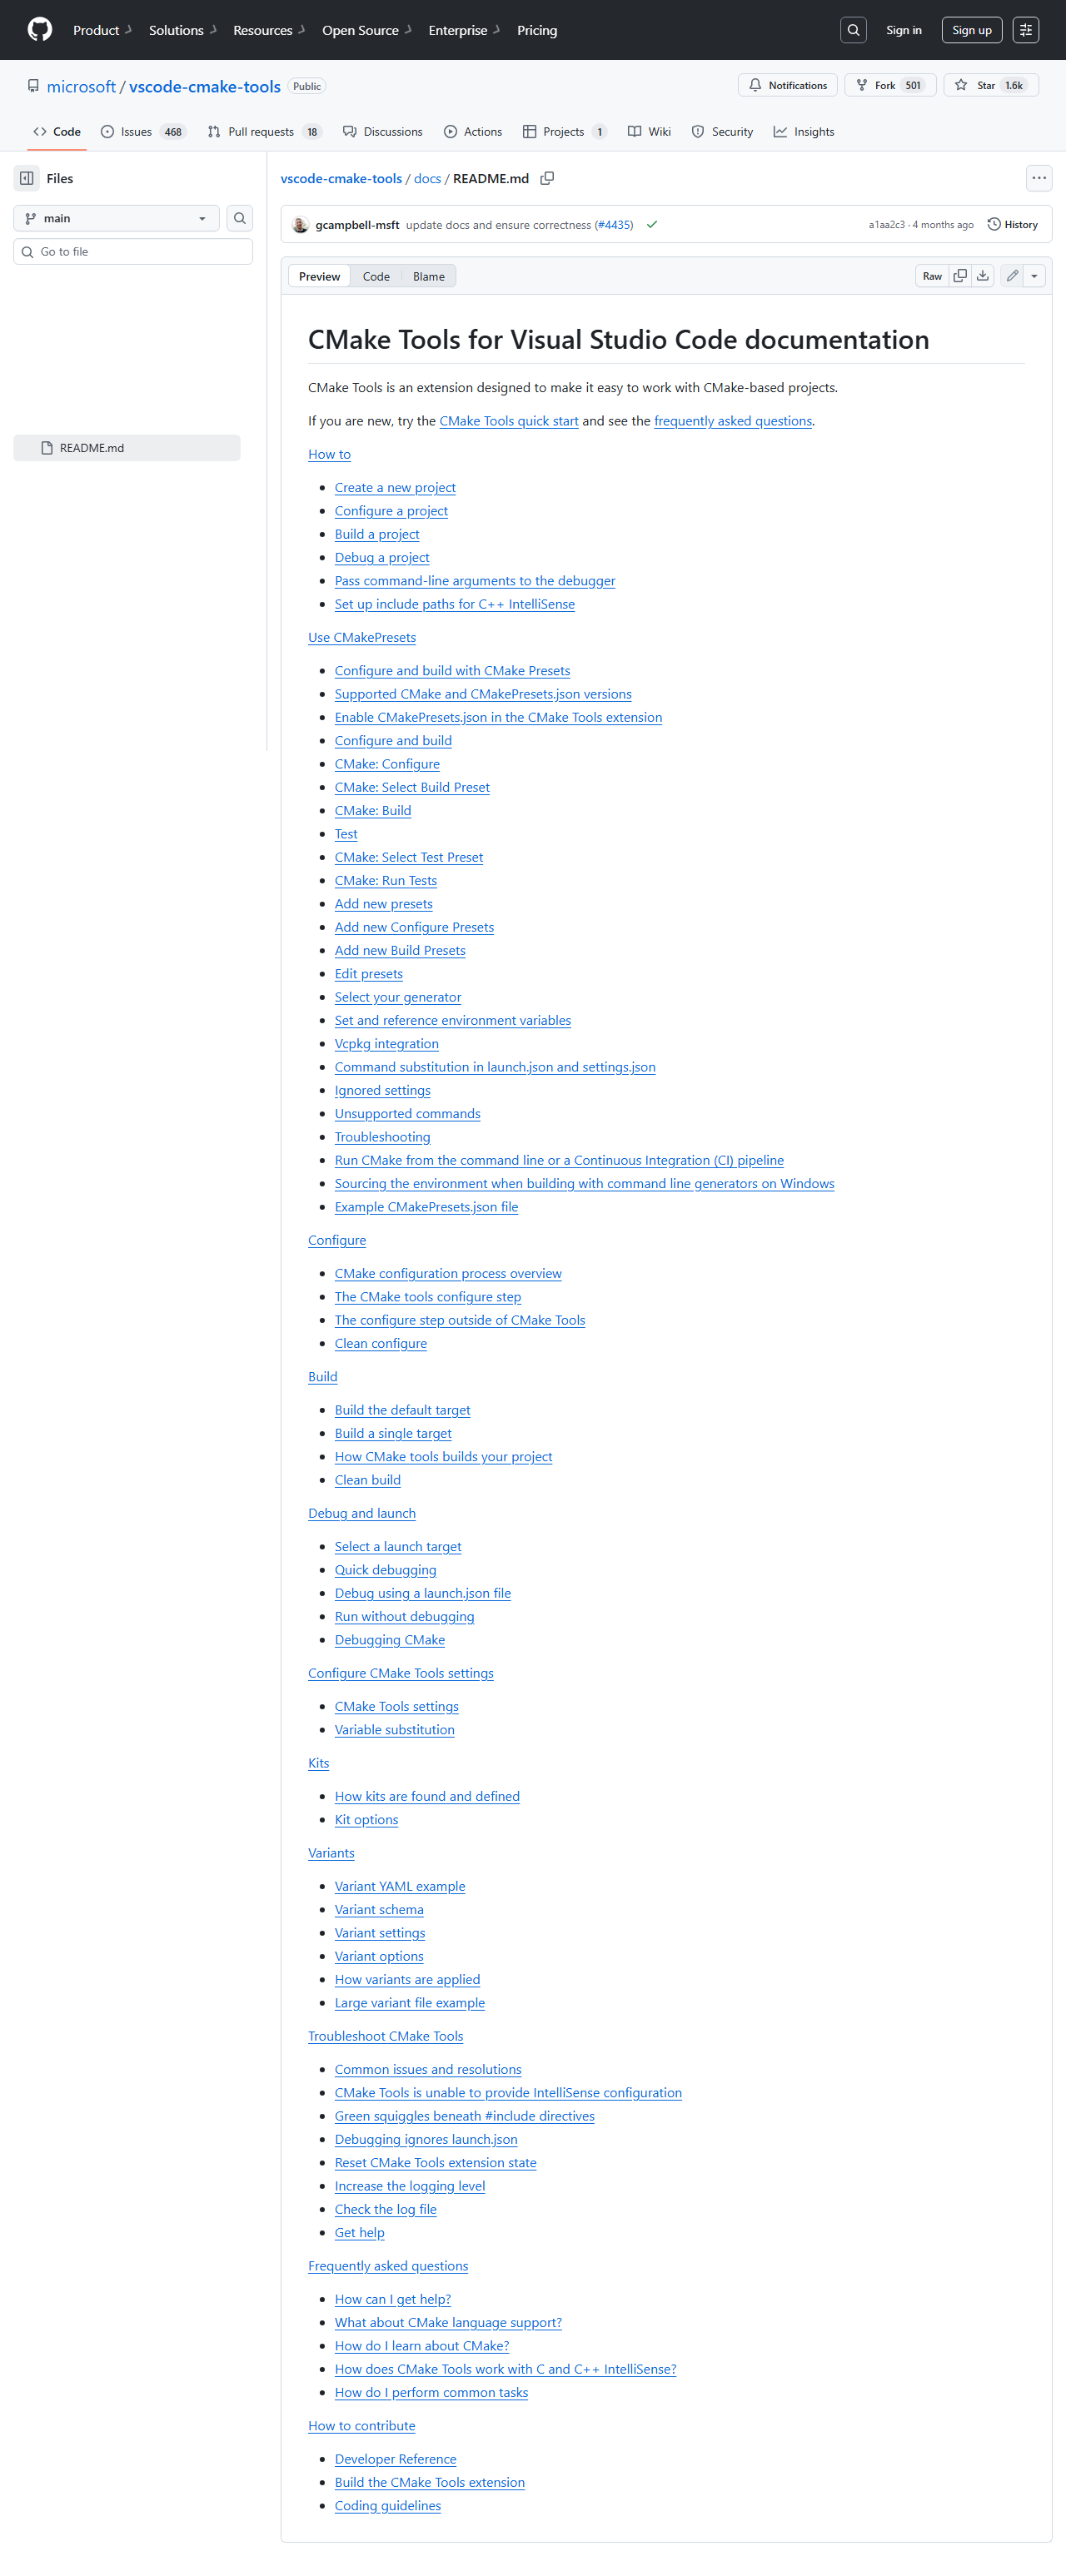 Product Solutions Resources Open Source Enterprise Pricing Sign in Sign up
microsoft / vscode-cmake-tools Public Notifications Fork 501 Star 1.6k
Code Issues 468 Pull requests 18 Discussions Actions Projects 1 Wiki Security Insights
Files
main
Go to file
README.md
vscode-cmake-tools / docs / README.md
gcampbell-msft update docs and ensure correctness (#4435) a1aa2c3 · 4 months ago History
Preview Code Blame Raw
CMake Tools for Visual Studio Code documentation
CMake Tools is an extension designed to make it easy to work with CMake-based projects.
If you are new, try the CMake Tools quick start and see the frequently asked questions.
How to
Create a new project
Configure a project
Build a project
Debug a project
Pass command-line arguments to the debugger
Set up include paths for C++ IntelliSense
Use CMakePresets
Configure and build with CMake Presets
Supported CMake and CMakePresets.json versions
Enable CMakePresets.json in the CMake Tools extension
Configure and build
CMake: Configure
CMake: Select Build Preset
CMake: Build
Test
CMake: Select Test Preset
CMake: Run Tests
Add new presets
Add new Configure Presets
Add new Build Presets
Edit presets
Select your generator
Set and reference environment variables
Vcpkg integration
Command substitution in launch.json and settings.json
Ignored settings
Unsupported commands
Troubleshooting
Run CMake from the command line or a Continuous Integration (CI) pipeline
Sourcing the environment when building with command line generators on Windows
Example CMakePresets.json file
Configure
CMake configuration process overview
The CMake tools configure step
The configure step outside of CMake Tools
Clean configure
Build
Build the default target
Build a single target
How CMake tools builds your project
Clean build
Debug and launch
Select a launch target
Quick debugging
Debug using a launch.json file
Run without debugging
Debugging CMake
Configure CMake Tools settings
CMake Tools settings
Variable substitution
Kits
How kits are found and defined
Kit options
Variants
Variant YAML example
Variant schema
Variant settings
Variant options
How variants are applied
Large variant file example
Troubleshoot CMake Tools
Common issues and resolutions
CMake Tools is unable to provide IntelliSense configuration
Green squiggles beneath #include directives
Debugging ignores launch.json
Reset CMake Tools extension state
Increase the logging level
Check the log file
Get help
Frequently asked questions
How can I get help?
What about CMake language support?
How do I learn about CMake?
How does CMake Tools work with C and C++ IntelliSense?
How do I perform common tasks
How to contribute
Developer Reference
Build the CMake Tools extension
Coding guidelines